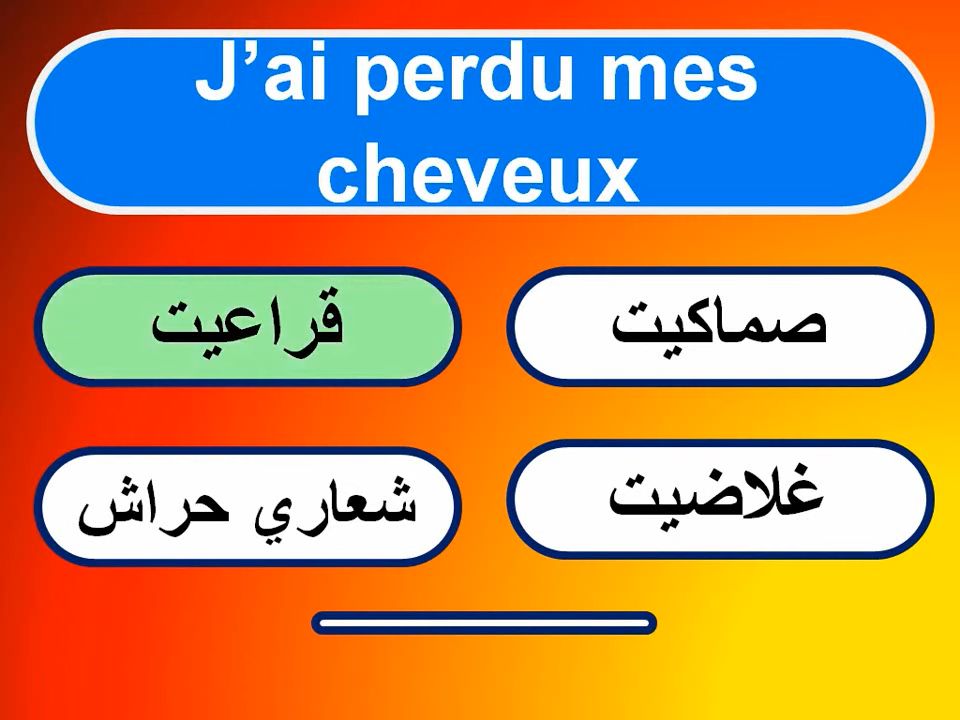 J’ai perdu mes
cheveux
قراعيت
صماكيت
شعاري حراش
غلاضيت